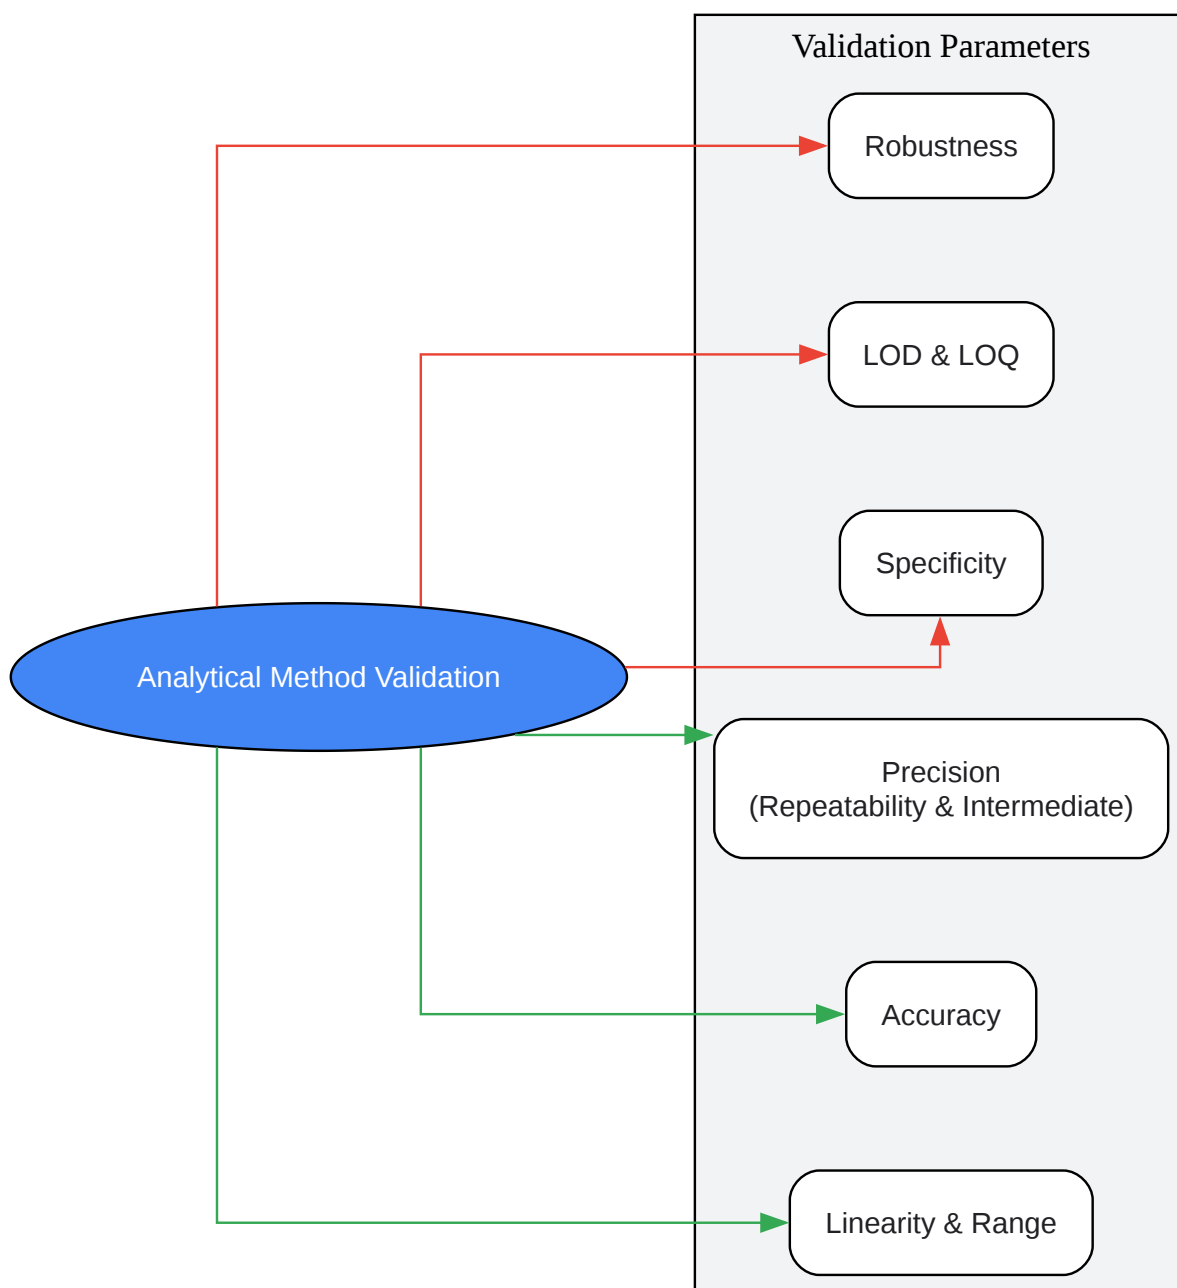 Validation Parameters
Robustness
LOD & LOQ
Specificity
Analytical Method Validation
Precision
(Repeatability & Intermediate)
Accuracy
Linearity & Range